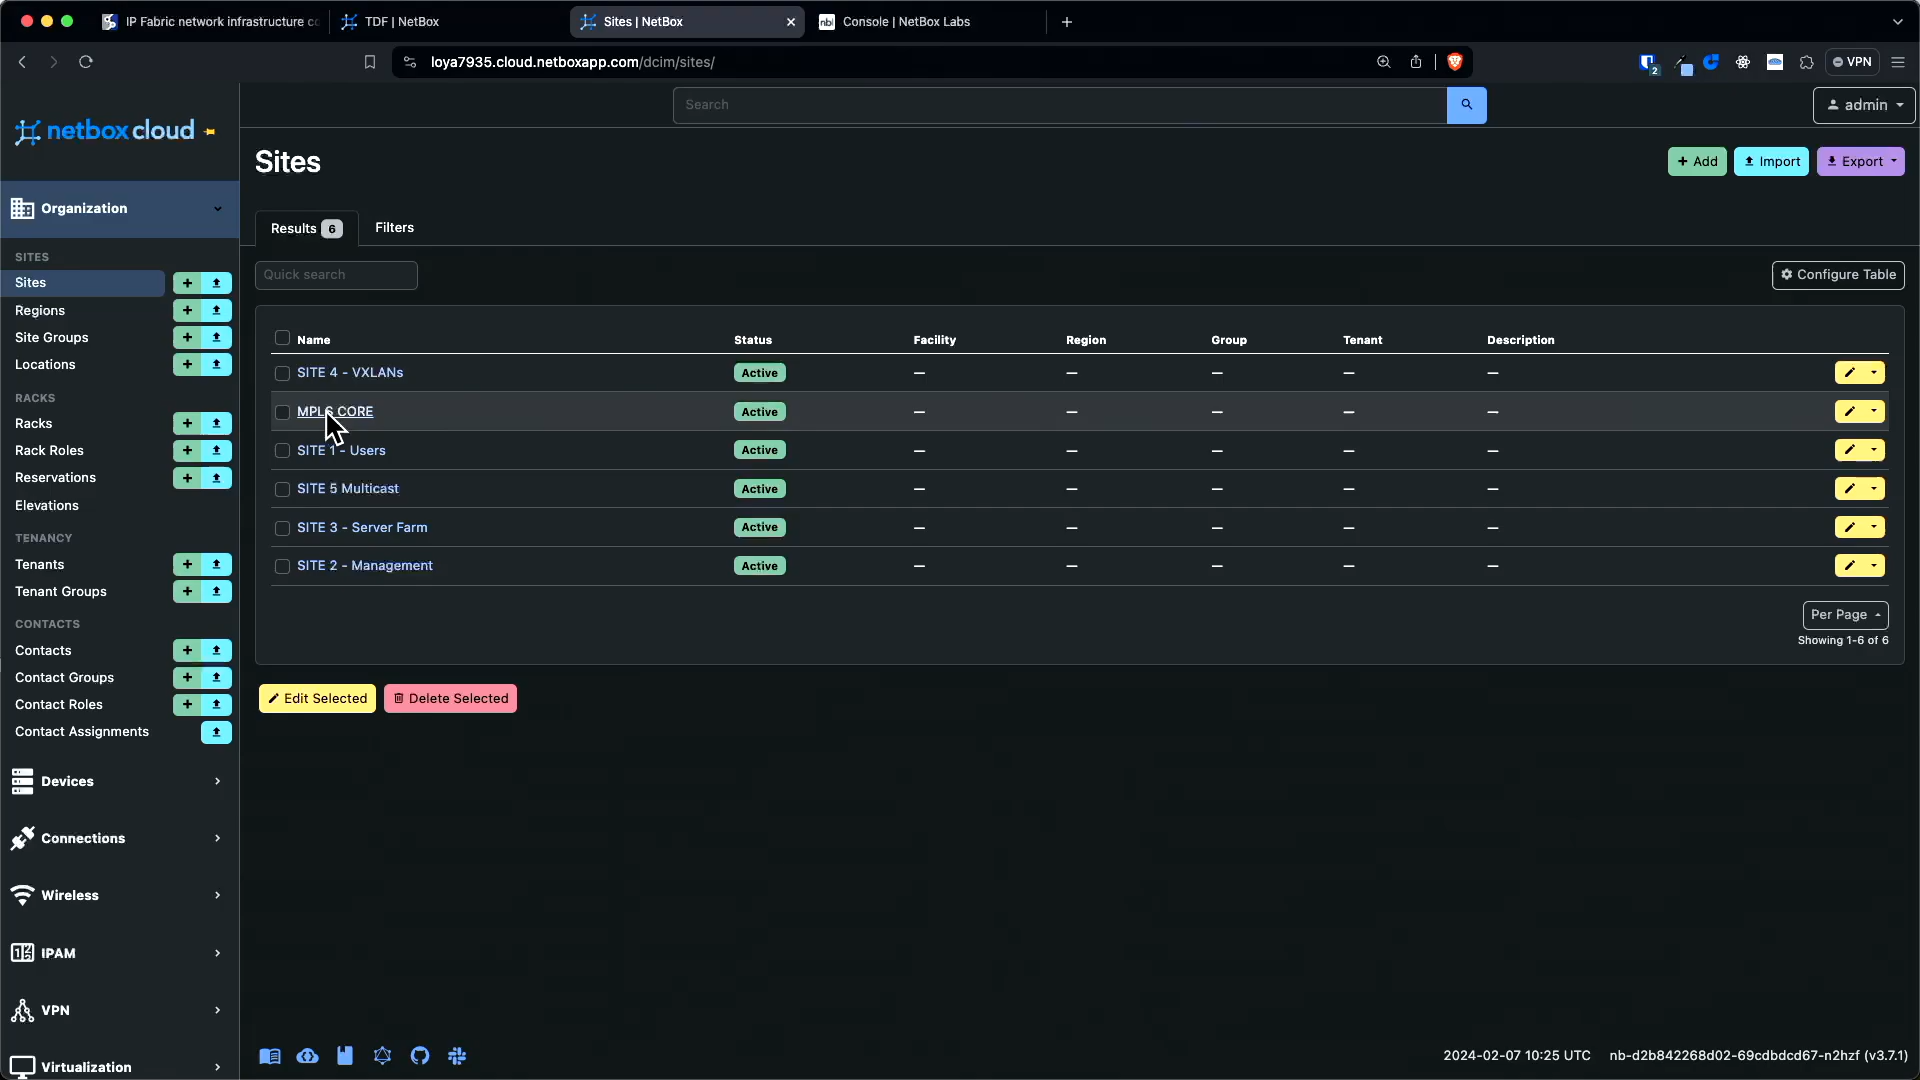 IP Fabric network infrastructure co
TDF | NetBox
Sites | NetBox
nbl
Console | NetBox Labs
loya7935.cloud.netboxapp.com/dcim/sites/
2
VPN
netbox cloud
Search
admin
Sites
+ Add
Import
Export
Organization
Results 6
Filters
SITES
Quick search
Configure Table
Sites
Regions
Site Groups
Locations
RACKS
Racks
Rack Roles
Reservations
Elevations
TENANCY
Tenants
Tenant Groups
CONTACTS
Contacts
Contact Groups
Contact Roles
Contact Assignments
Devices
Connections
Wireless
IPAM
VPN
Virtualization
Name Status Facility Region Group Tenant Description
SITE 4 - VXLANs Active — — — — —
MPLS CORE Active — — — — —
SITE 1 - Users Active — — — — —
SITE 5 Multicast Active — — — — —
SITE 3 - Server Farm Active — — — — —
SITE 2 - Management Active — — — — —
Per Page
Showing 1-6 of 6
Edit Selected
Delete Selected
2024-02-07 10:25 UTC nb-d2b842268d02-69cdbdcd67-n2hzf (v3.7.1)